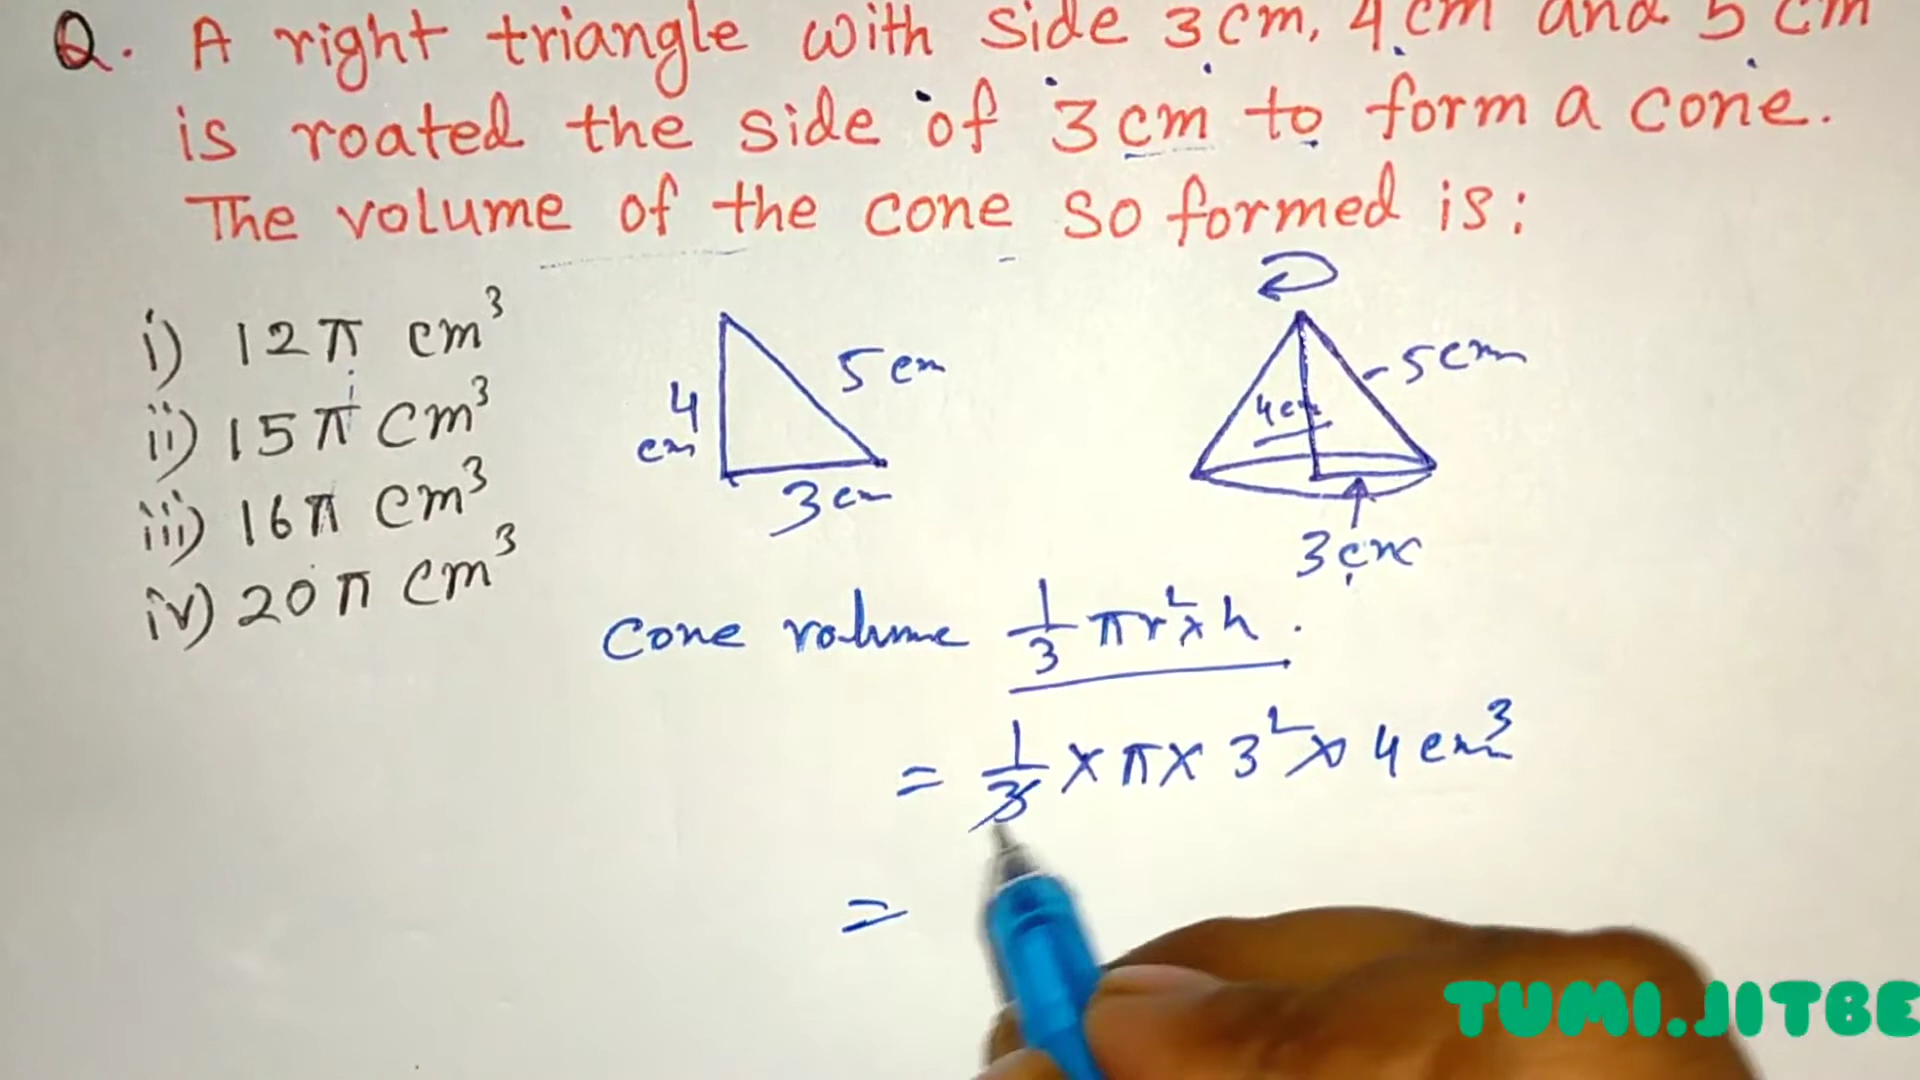 Q. A right triangle with side 3cm, 4cm and 5cm
is roated the side of 3cm to form a cone.
The volume of the cone so formed is:
i) 12π cm³
ii) 15π cm³
iii) 16π cm³
iv) 20π cm³
4
cm
5 cm
3 cm
4cm
5cm
3cm
Cone volume 1/3 πr²×h.
= 1/3 × π × 3² × 4 cm³
=
TUMI.JITBE